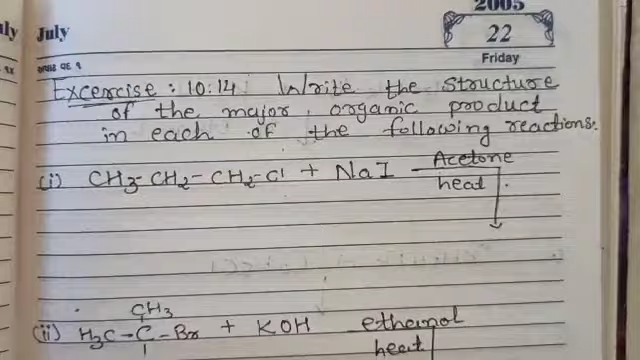 2005
July
22
Friday
Excercise : 10.14 Write the structure
of the major organic product
in each of the following reactions.
(i) CH3-CH2-CH2-Cl + NaI Acetone
heat
CH3
(ii) H3C-C-Br + KOH ethanol
heat